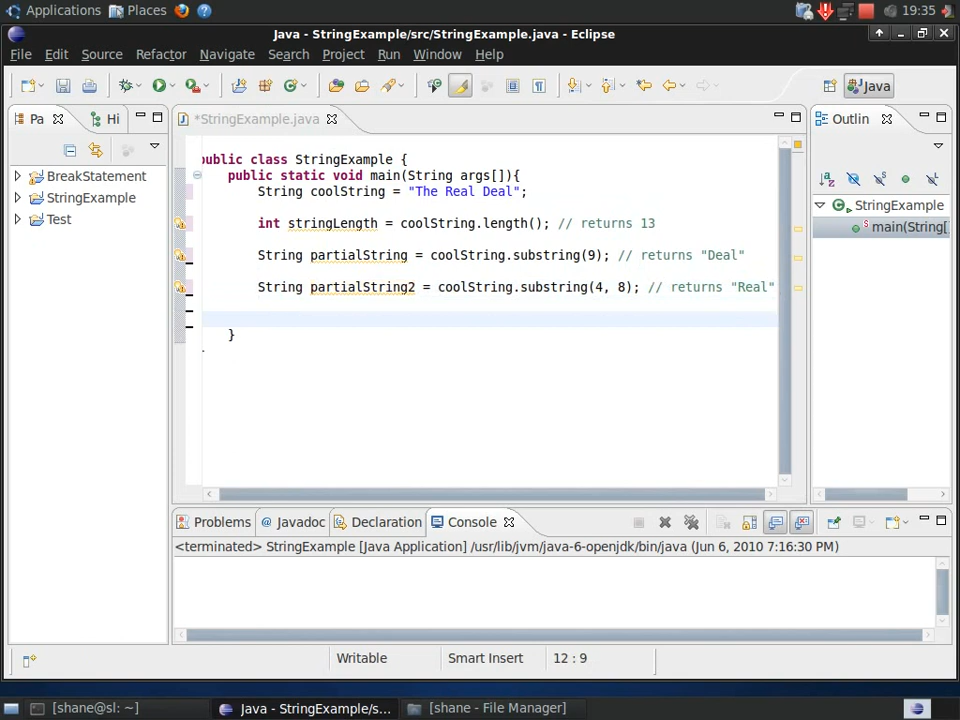 Applications Places 19:35
Java - StringExample/src/StringExample.java - Eclipse
File Edit Source Refactor Navigate Search Project Run Window Help
Java
Pa Hi *StringExample.java Outlin
BreakStatement
StringExample
Test
public class StringExample {
public static void main(String args[]){
String coolString = "The Real Deal";
int stringLength = coolString.length(); // returns 13
String partialString = coolString.substring(9); // returns "Deal"
String partialString2 = coolString.substring(4, 8); // returns "Real"
}
StringExample
main(String[
Problems @ Javadoc Declaration Console
<terminated> StringExample [Java Application] /usr/lib/jvm/java-6-openjdk/bin/java (Jun 6, 2010 7:16:30 PM)
Writable Smart Insert 12 : 9
[shane@sl: ~] Java - StringExample/s... [shane - File Manager]